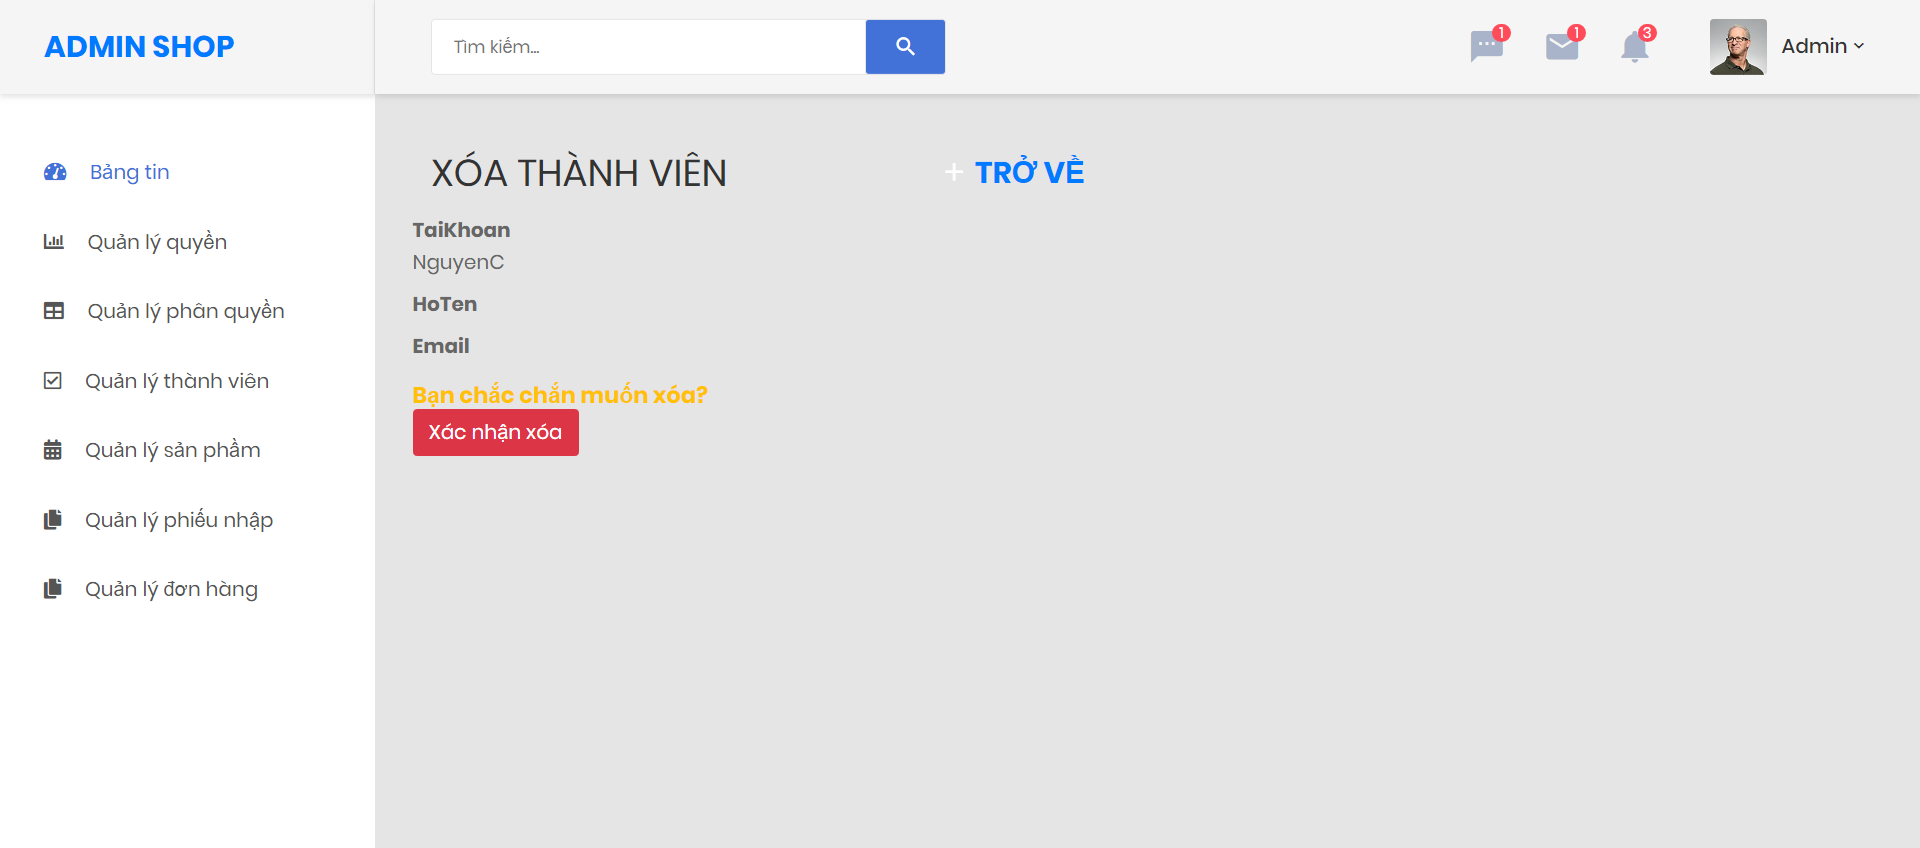 ADMIN SHOP
Tìm kiếm...
1
1
3
Admin
Bảng tin
Quản lý quyền
Quản lý phân quyền
Quản lý thành viên
Quản lý sản phẩm
Quản lý phiếu nhập
Quản lý đơn hàng
XÓA THÀNH VIÊN
+ TRỞ VỀ
TaiKhoan
NguyenC
HoTen
Email
Bạn chắc chắn muốn xóa?
Xác nhận xóa